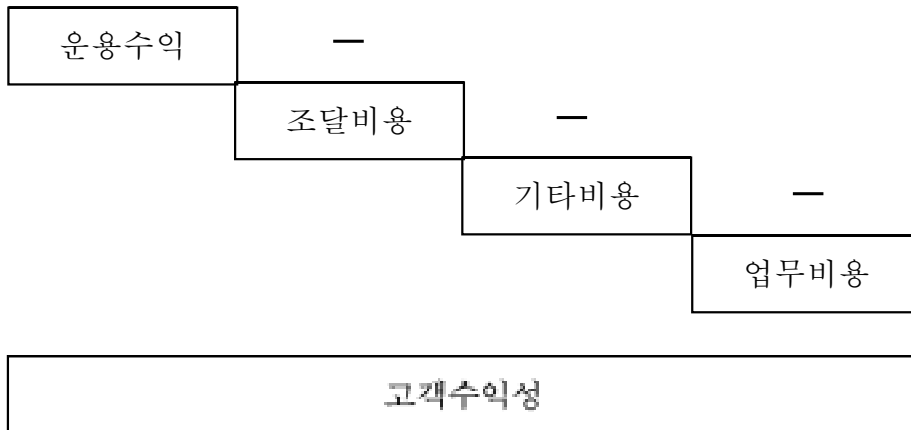 운용수익 —
조달비용 —
기타비용 —
업무비용
고객수익성